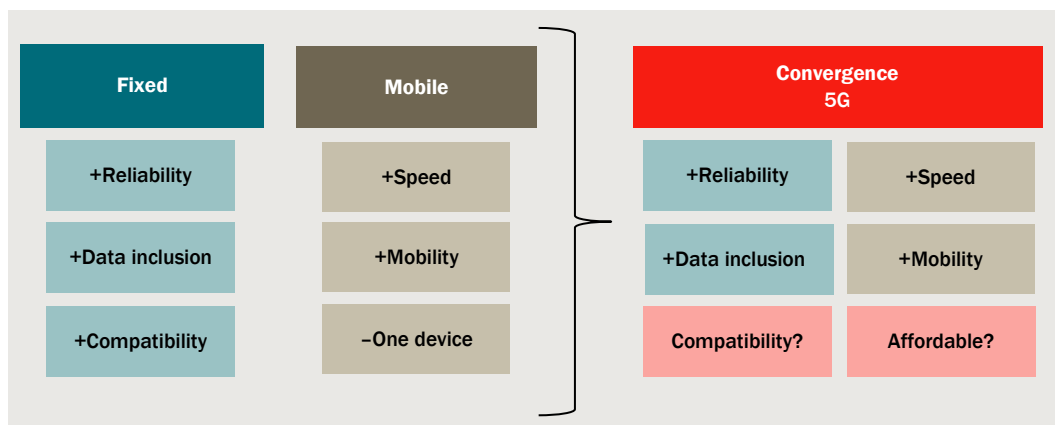 Fixed
+Reliability
+Data inclusion
+Compatibility
Mobile
+Speed
+Mobility
–One device
Convergence
5G
+Reliability
+Speed
+Data inclusion
+Mobility
Compatibility?
Affordable?